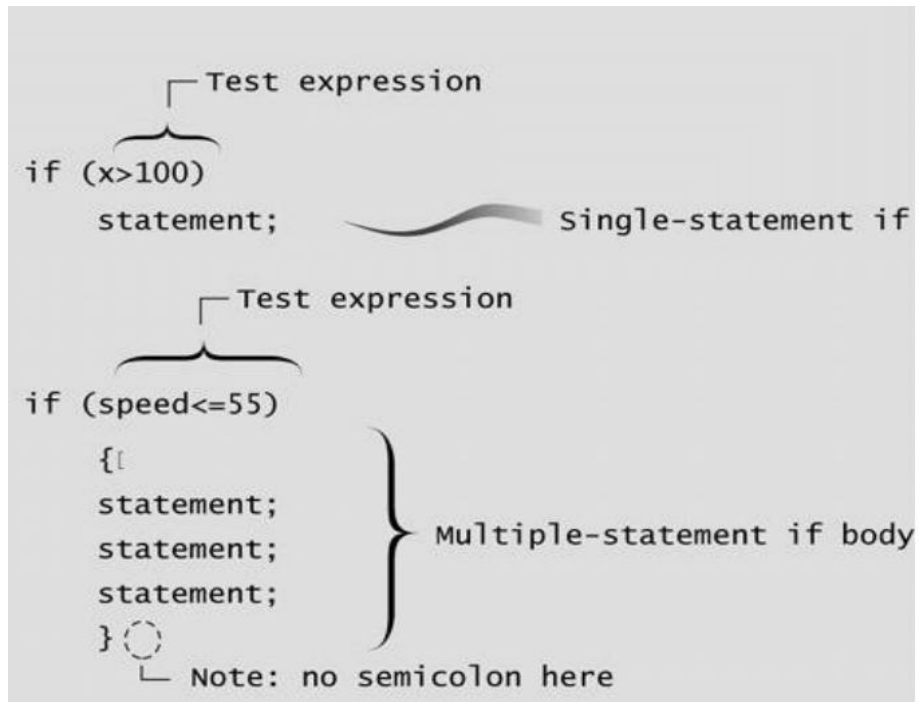 Test expression
if (x>100)
statement; Single-statement if
Test expression
if (speed<=55)
{
statement;
statement;
statement; Multiple-statement if body
}
Note: no semicolon here